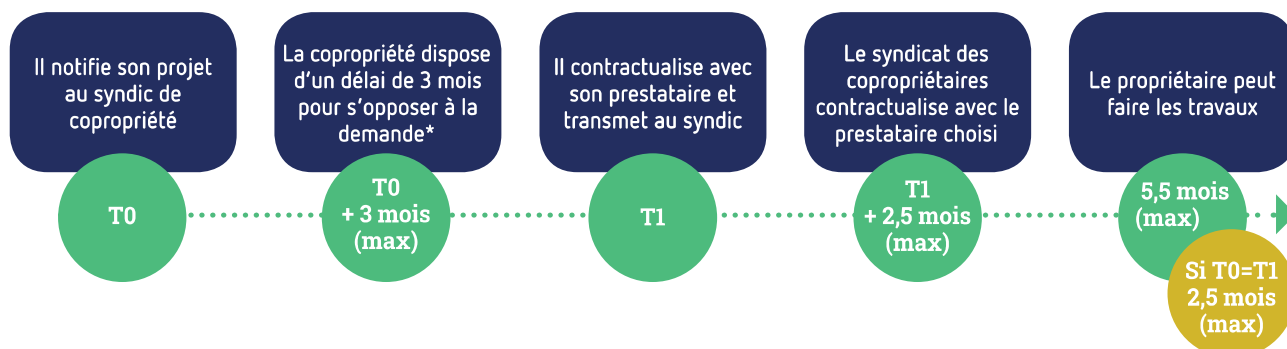 Il notifie son projet
au syndic de
copropriété
La copropriété dispose
d'un délai de 3 mois
pour s'opposer à la
demande*
Il contractualise avec
son prestataire et
transmet au syndic
Le syndicat des
copropriétaires
contractualise avec le
prestataire choisi
Le propriétaire peut
faire les travaux
T0
T0
+ 3 mois
(max)
T1
T1
+ 2,5 mois
(max)
5,5 mois
(max)
Si T0=T1
2,5 mois
(max)